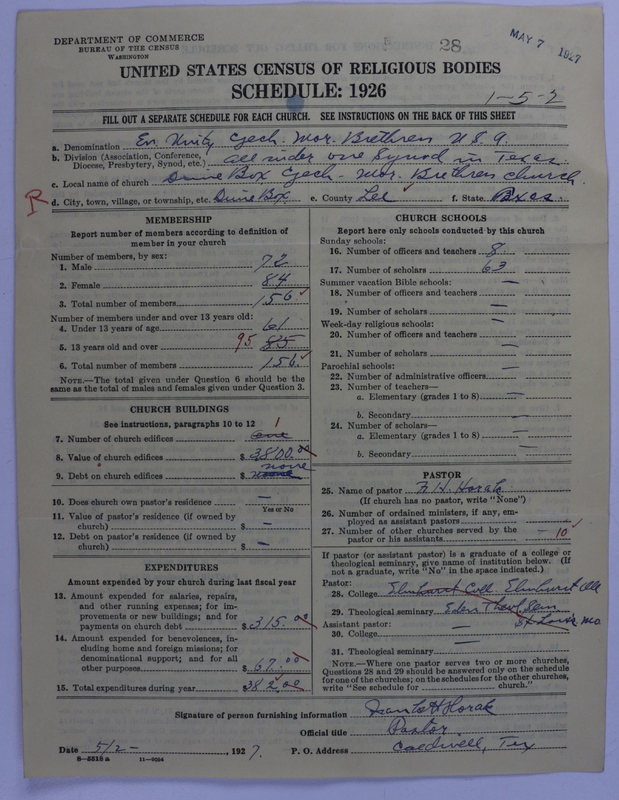 DEPARTMENT OF COMMERCE
BUREAU OF THE CENSUS
WASHINGTON
28
MAY 7 1927
UNITED STATES CENSUS OF RELIGIOUS BODIES
SCHEDULE: 1926
1-5-2
FILL OUT A SEPARATE SCHEDULE FOR EACH CHURCH. SEE INSTRUCTIONS ON THE BACK OF THIS SHEET
a. Denomination Ev. Unity Czech. Mor. Brethren U.S.A.
b. Division (Association, Conference, Diocese, Presbytery, Synod, etc.) all under one Synod in Texas
c. Local name of church Dime Box Czech-Mor. Brethren church
R d. City, town, village, or township, etc. Dime Box e. County Lee f. State Texas
MEMBERSHIP
Report number of members according to definition of member in your church
Number of members, by sex:
1. Male 72
2. Female 84
3. Total number of members 156
Number of members under and over 13 years old:
4. Under 13 years of age 61
5. 13 years old and over 95 85
6. Total number of members 156
NOTE.—The total given under Question 6 should be the same as the total of males and females given under Question 3.
CHURCH BUILDINGS
See instructions, paragraphs 10 to 12
7. Number of church edifices one 1
8. Value of church edifices $ 3800.00
9. Debt on church edifices $ none
10. Does church own pastor's residence —
Yes or No
11. Value of pastor's residence (if owned by church) $ —
12. Debt on pastor's residence (if owned by church) $ —
EXPENDITURES
Amount expended by your church during last fiscal year
13. Amount expended for salaries, repairs, and other running expenses; for improvements or new buildings; and for payments on church debt $ 315.00
14. Amount expended for benevolences, including home and foreign missions; for denominational support; and for all other purposes $ 67.00
15. Total expenditures during year $ 382.00
CHURCH SCHOOLS
Report here only schools conducted by this church
Sunday schools:
16. Number of officers and teachers 8
17. Number of scholars 63
Summer vacation Bible schools: —
18. Number of officers and teachers
19. Number of scholars —
Week-day religious schools: —
20. Number of officers and teachers
21. Number of scholars —
Parochial schools: —
22. Number of administrative officers
23. Number of teachers—
a. Elementary (grades 1 to 8) —
b. Secondary —
24. Number of scholars—
a. Elementary (grades 1 to 8) —
b. Secondary —
PASTOR
25. Name of pastor F. H. Horak
(If church has no pastor, write "None")
26. Number of ordained ministers, if any, employed as assistant pastors
27. Number of other churches served by the pastor or his assistants — 10
If pastor (or assistant pastor) is a graduate of a college or theological seminary, give name of institution below. (If not a graduate, write "No" in the space indicated.)
Pastor:
28. College Elmhurst Coll. Elmhurst Ill
29. Theological seminary Eden Theol. Sem
St. Louis Mo
Assistant pastor:
30. College —
31. Theological seminary —
NOTE.—Where one pastor serves two or more churches, Questions 28 and 29 should be answered only on the schedule for one of the churches; on the schedules for the other churches, write "See schedule for church."
Signature of person furnishing information H Horak
Official title Pastor
Date 5/2- , 1927. P. O. Address Caldwell, Tex
8—5518 a 11—9094